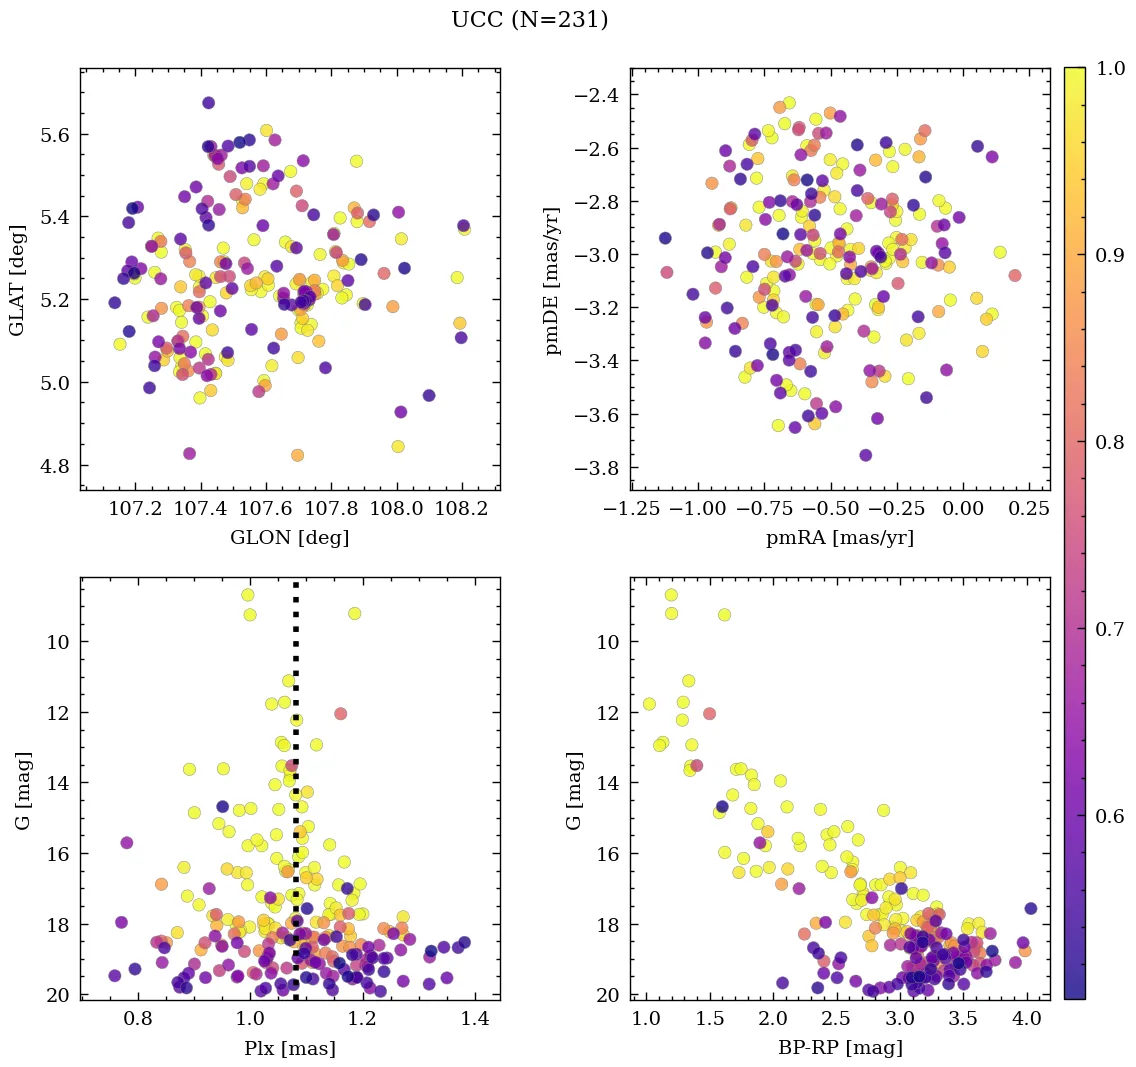 UCC (N=231)
5.6
5.4
5.2
5.0
4.8
GLAT [deg]
107.2 107.4 107.6 107.8 108.0 108.2
GLON [deg]
−2.4
−2.6
−2.8
−3.0
−3.2
−3.4
−3.6
−3.8
pmDE [mas/yr]
−1.25 −1.00 −0.75 −0.50 −0.25 0.00 0.25
pmRA [mas/yr]
10
12
14
16
18
20
G [mag]
0.8 1.0 1.2 1.4
Plx [mas]
10
12
14
16
18
20
G [mag]
1.0 1.5 2.0 2.5 3.0 3.5 4.0
BP-RP [mag]
1.0
0.9
0.8
0.7
0.6